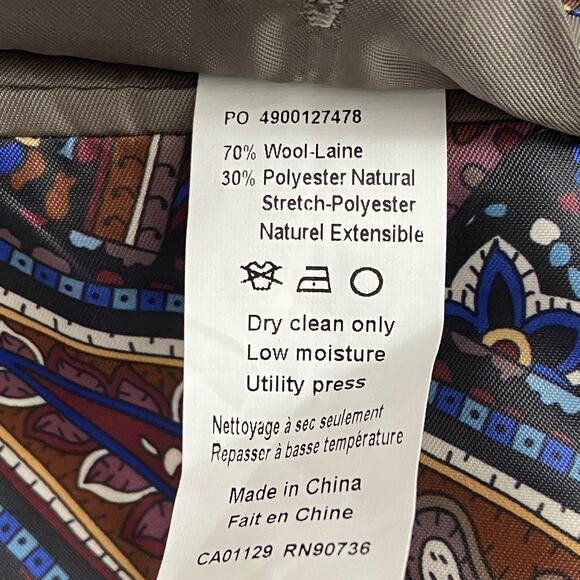 PO 4900127478
70% Wool-Laine
30% Polyester Natural
Stretch-Polyester
Naturel Extensible
Dry clean only
Low moisture
Utility press
Nettoyage à sec seulement
Repasser à basse température
Made in China
Fait en Chine
CA01129 RN90736